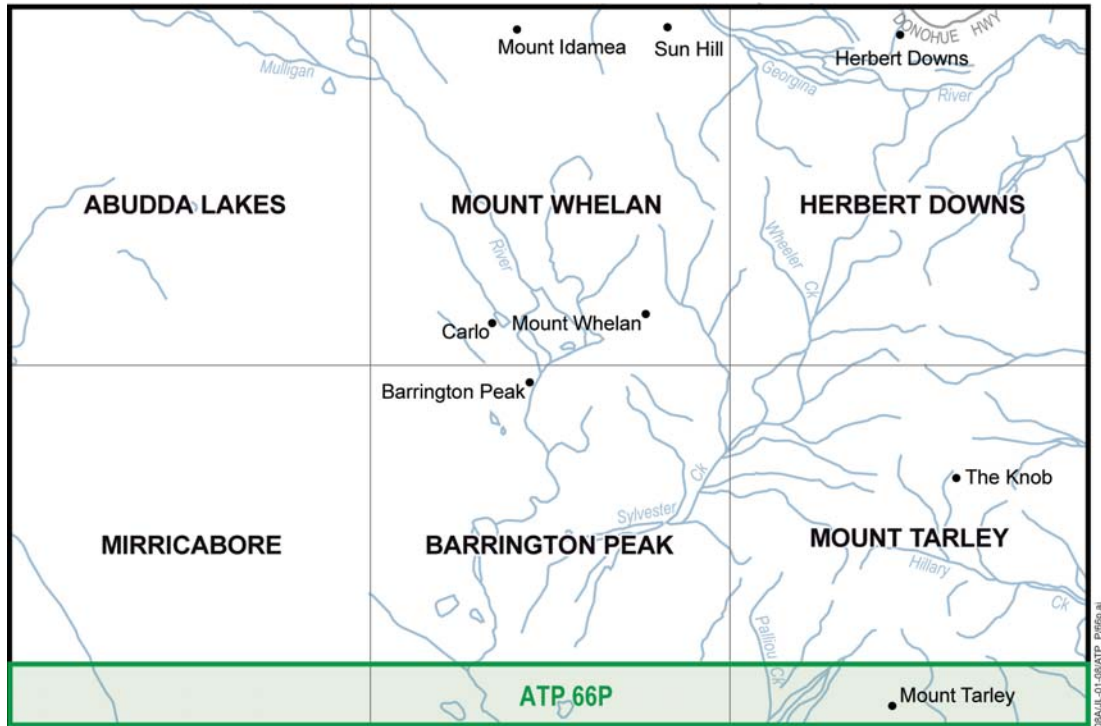 DONOHUE HWY
Mount Idamea
Sun Hill
Herbert Downs
Mulligan
Georgina
River
ABUDDA LAKES
MOUNT WHELAN
HERBERT DOWNS
River
Wheeler
Ck
Carlo
Mount Whelan
Barrington Peak
Ck
The Knob
Sylvester
MIRRICABORE
BARRINGTON PEAK
MOUNT TARLEY
Hillary
Ck
Palliou Ck
ATP 66P
Mount Tarley